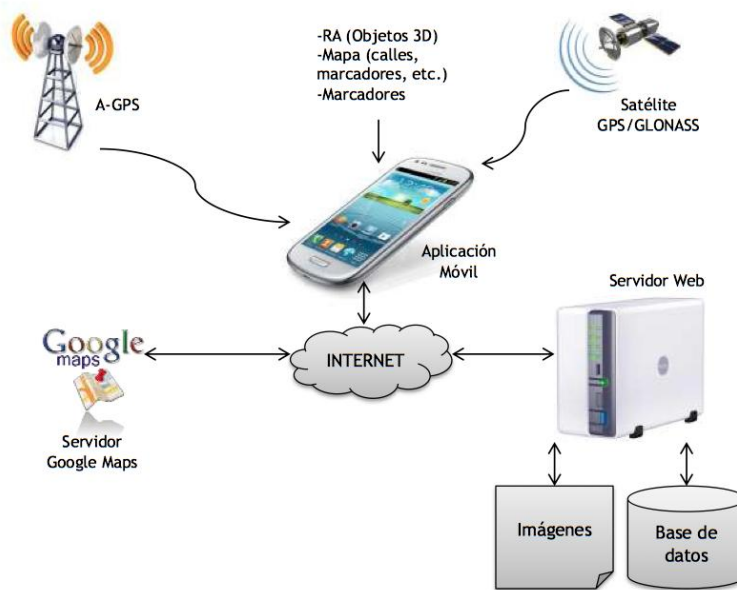 -RA (Objetos 3D)
-Mapa (calles,
marcadores, etc.)
-Marcadores
A-GPS
Satélite
GPS/GLONASS
Aplicación
Móvil
Servidor Web
Google
maps
INTERNET
Servidor
Google Maps
Imágenes
Base de
datos